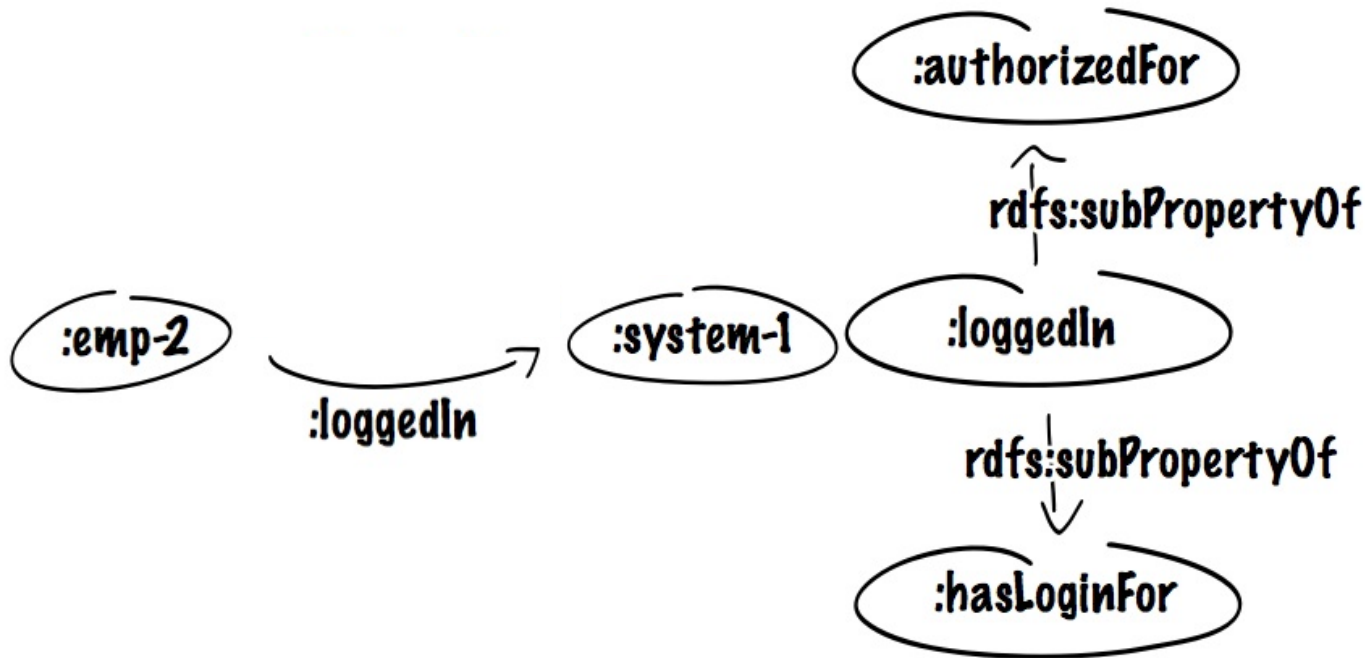 :authorizedFor
rdfs:subPropertyOf
:emp-2
:loggedIn
:system-1
:loggedIn
rdfs:subPropertyOf
:hasLoginFor